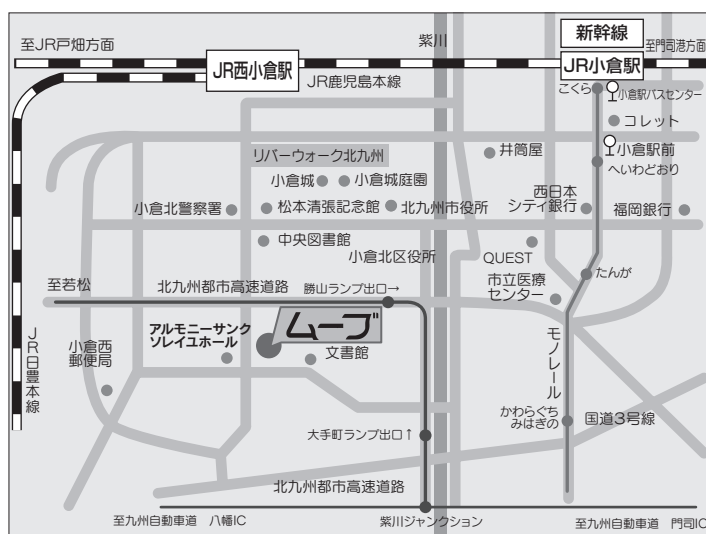 新幹線
至JR戸畑方面
紫川
至門司港方面
JR西小倉駅
JR小倉駅
JR鹿児島本線
こくら
小倉駅バスセンター
コレット
小倉駅前
リバーウォーク北九州
井筒屋
へいわどおり
小倉城
小倉城庭園
西日本
シティ銀行
小倉北警察署
松本清張記念館
北九州市役所
福岡銀行
中央図書館
小倉北区役所
QUEST
たんが
至若松
北九州都市高速道路
勝山ランプ出口→
市立医療
センター
ムーブ
アルモニーサンク
ソレイユホール
文書館
モノレール
JR日豊本線
小倉西
郵便局
かわらぐち
みはぎの
国道3号線
大手町ランプ出口↑
北九州都市高速道路
至九州自動車道 八幡IC
紫川ジャンクション
至九州自動車道 門司IC